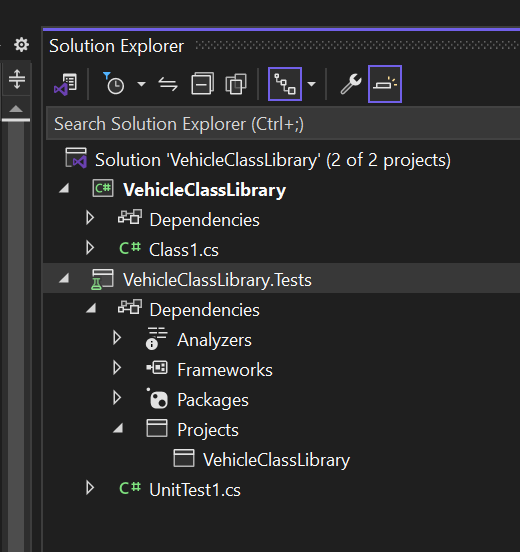 Solution Explorer
Search Solution Explorer (Ctrl+;)
Solution 'VehicleClassLibrary' (2 of 2 projects)
C# VehicleClassLibrary
Dependencies
C# Class1.cs
VehicleClassLibrary.Tests
Dependencies
Analyzers
Frameworks
Packages
Projects
VehicleClassLibrary
C# UnitTest1.cs